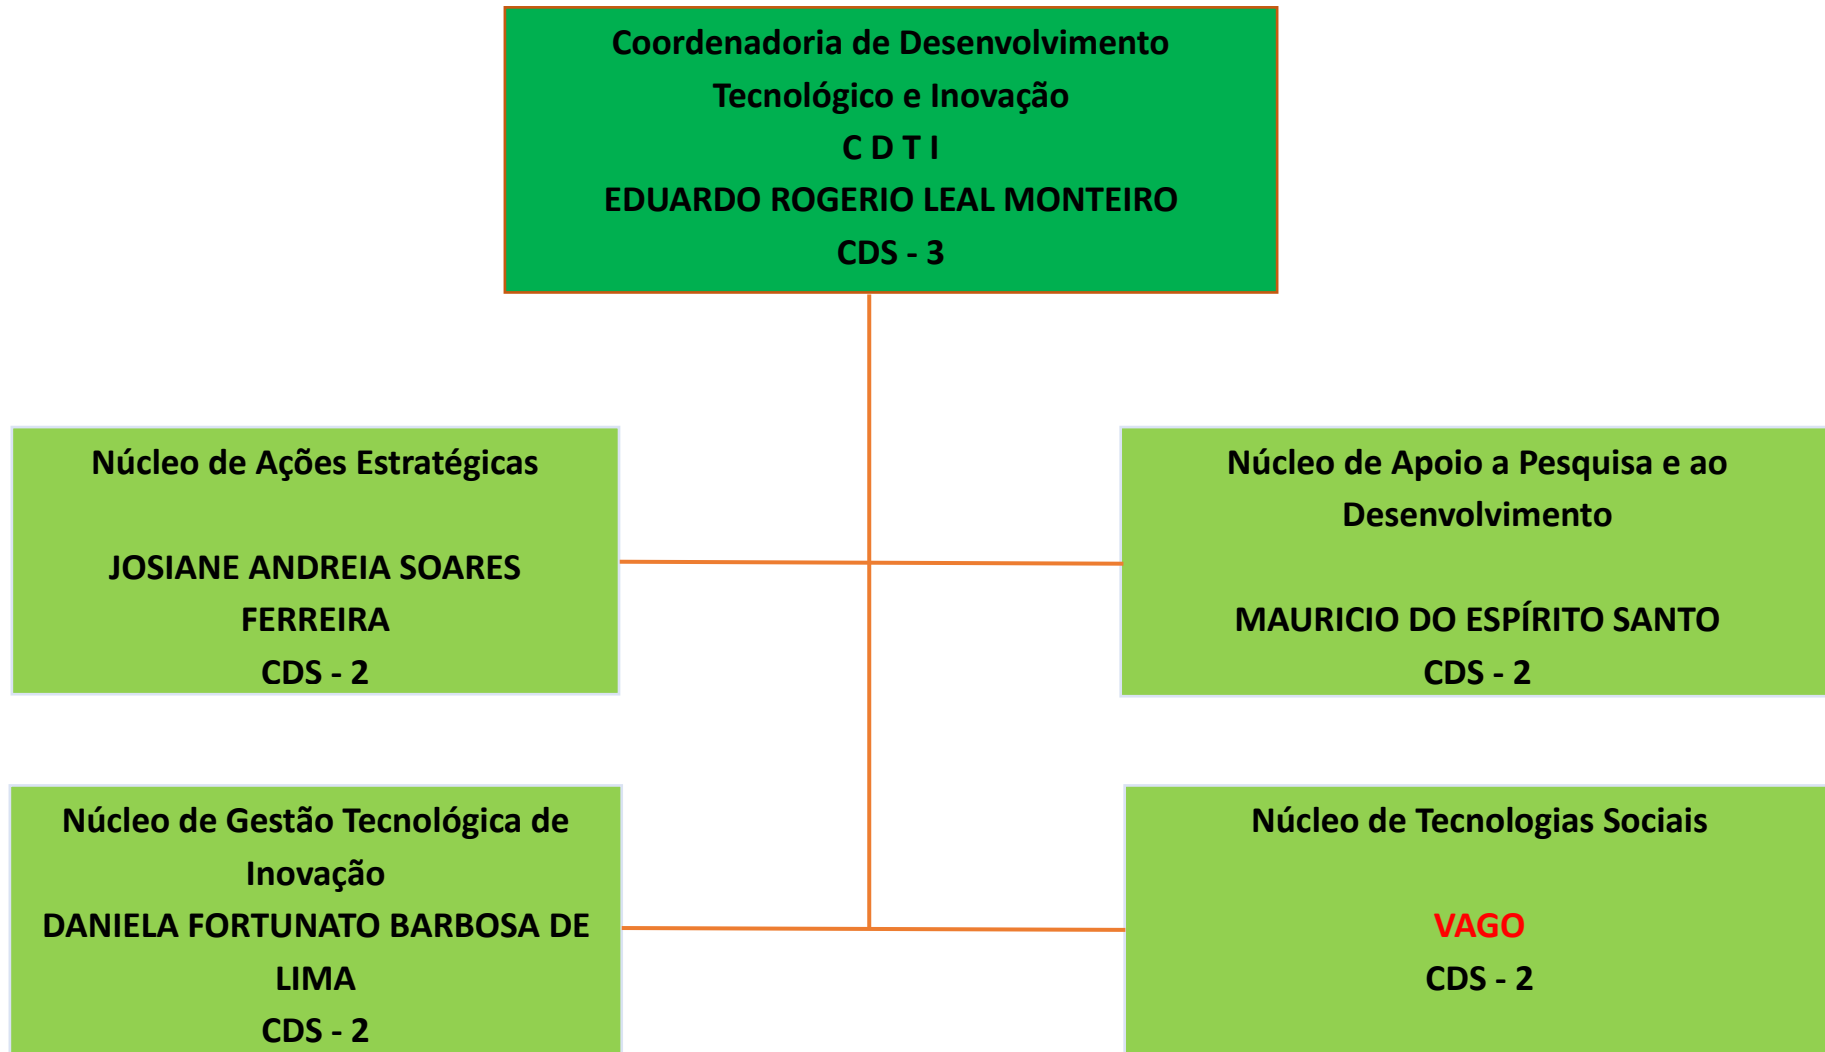 Coordenadoria de Desenvolvimento
Tecnológico e Inovação
C D T I
EDUARDO ROGERIO LEAL MONTEIRO
CDS - 3
Núcleo de Ações Estratégicas
JOSIANE ANDREIA SOARES
FERREIRA
CDS - 2
Núcleo de Apoio a Pesquisa e ao
Desenvolvimento
MAURICIO DO ESPÍRITO SANTO
CDS - 2
Núcleo de Gestão Tecnológica de
Inovação
DANIELA FORTUNATO BARBOSA DE
LIMA
CDS - 2
Núcleo de Tecnologias Sociais
VAGO
CDS - 2